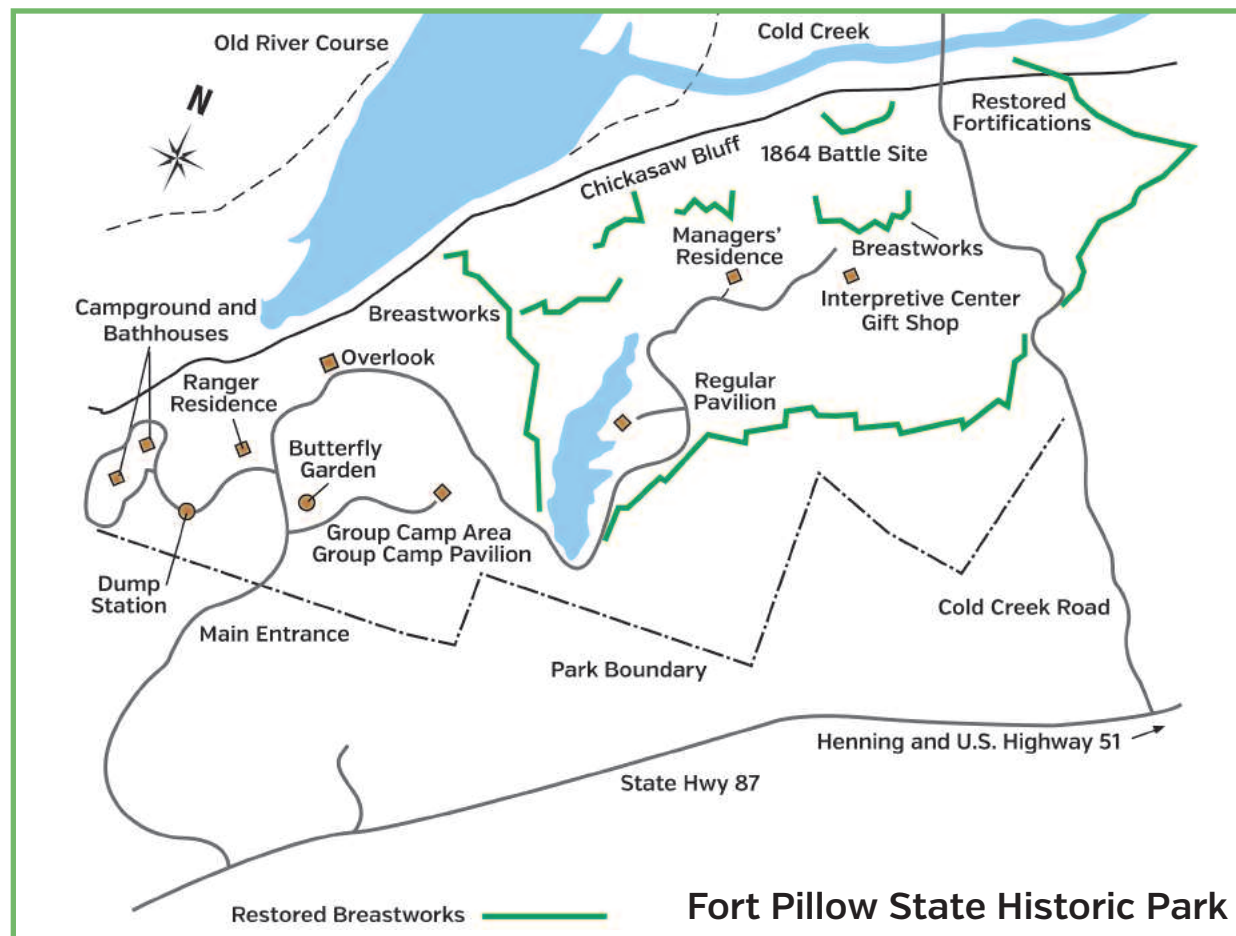 Old River Course
Cold Creek
N
Restored
Fortifications
1864 Battle Site
Chickasaw Bluff
Managers'
Residence
Breastworks
Interpretive Center
Gift Shop
Campground and
Bathhouses
Breastworks
Overlook
Ranger
Residence
Regular
Pavilion
Butterfly
Garden
Group Camp Area
Group Camp Pavilion
Dump
Station
Main Entrance
Cold Creek Road
Park Boundary
Henning and U.S. Highway 51
State Hwy 87
Restored Breastworks
Fort Pillow State Historic Park